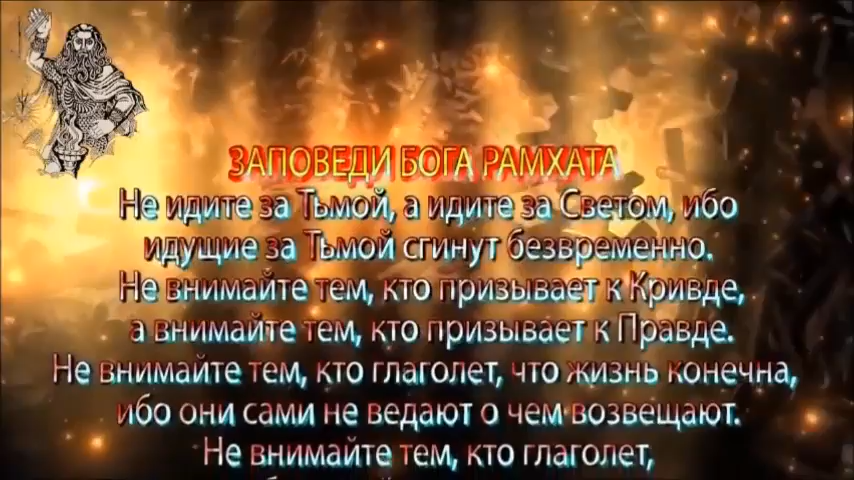 ЗАПОВЕДИ БОГА РАМХАТА
Не идите за Тьмой, а идите за Светом, ибо
идущие за Тьмой сгинут безвременно.
Не внимайте тем, кто призывает к Кривде,
а внимайте тем, кто призывает к Правде.
Не внимайте тем, кто глаголет, что жизнь конечна,
ибо они сами не ведают о чем возвещают.
Не внимайте тем, кто глаголет,